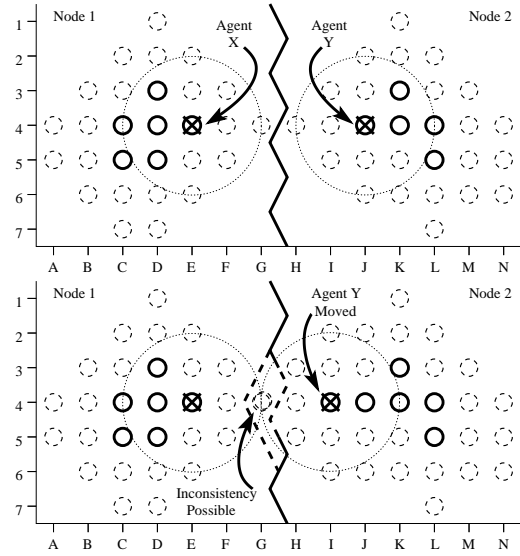 Node 1
Agent X
Agent Y
Node 2
1
2
3
4
5
6
7
A B C D E F G H I J K L M N
Node 1
Agent Y Moved
Node 2
1
2
3
4
5
6
7
Inconsistency Possible
A B C D E F G H I J K L M N